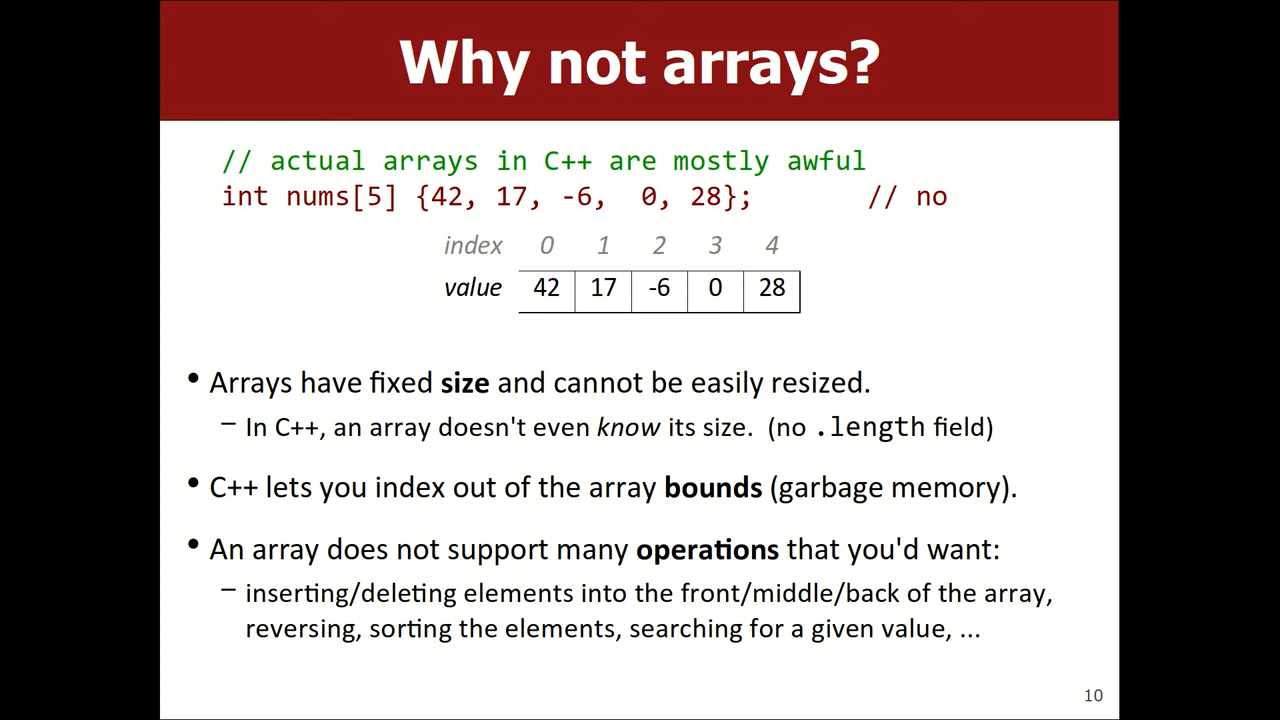 Why not arrays?
// actual arrays in C++ are mostly awful
int nums[5] {42, 17, -6,  0, 28};       // no
index 0 1 2 3 4
value 42 17 -6 0 28
• Arrays have fixed size and cannot be easily resized.
– In C++, an array doesn't even know its size.  (no .length field)
• C++ lets you index out of the array bounds (garbage memory).
• An array does not support many operations that you'd want:
– inserting/deleting elements into the front/middle/back of the array,
reversing, sorting the elements, searching for a given value, ...
10